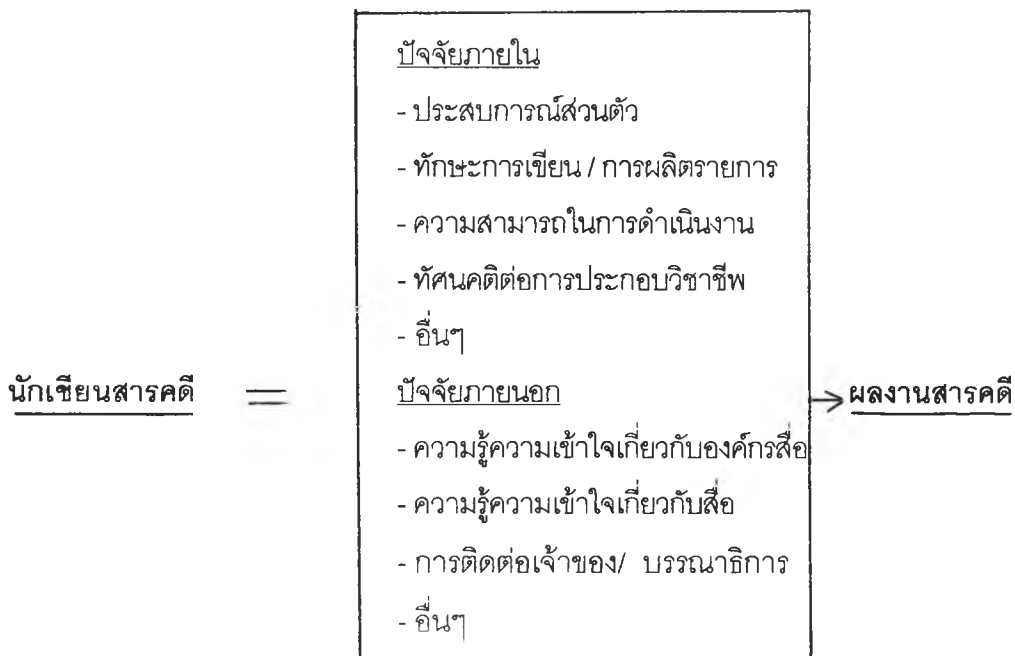 ปัจจัยภายใน
- ประสบการณ์ส่วนตัว
- ทักษะการเขียน / การผลิตรายการ
- ความสามารถในการดำเนินงาน
- ทัศนคติต่อการประกอบวิชาชีพ
- อื่นๆ
นักเขียนสารคดี = ปัจจัยภายนอก → ผลงานสารคดี
- ความรู้ความเข้าใจเกี่ยวกับองค์กรสื่อ
- ความรู้ความเข้าใจเกี่ยวกับสื่อ
- การติดต่อเจ้าของ/ บรรณาธิการ
- อื่นๆ